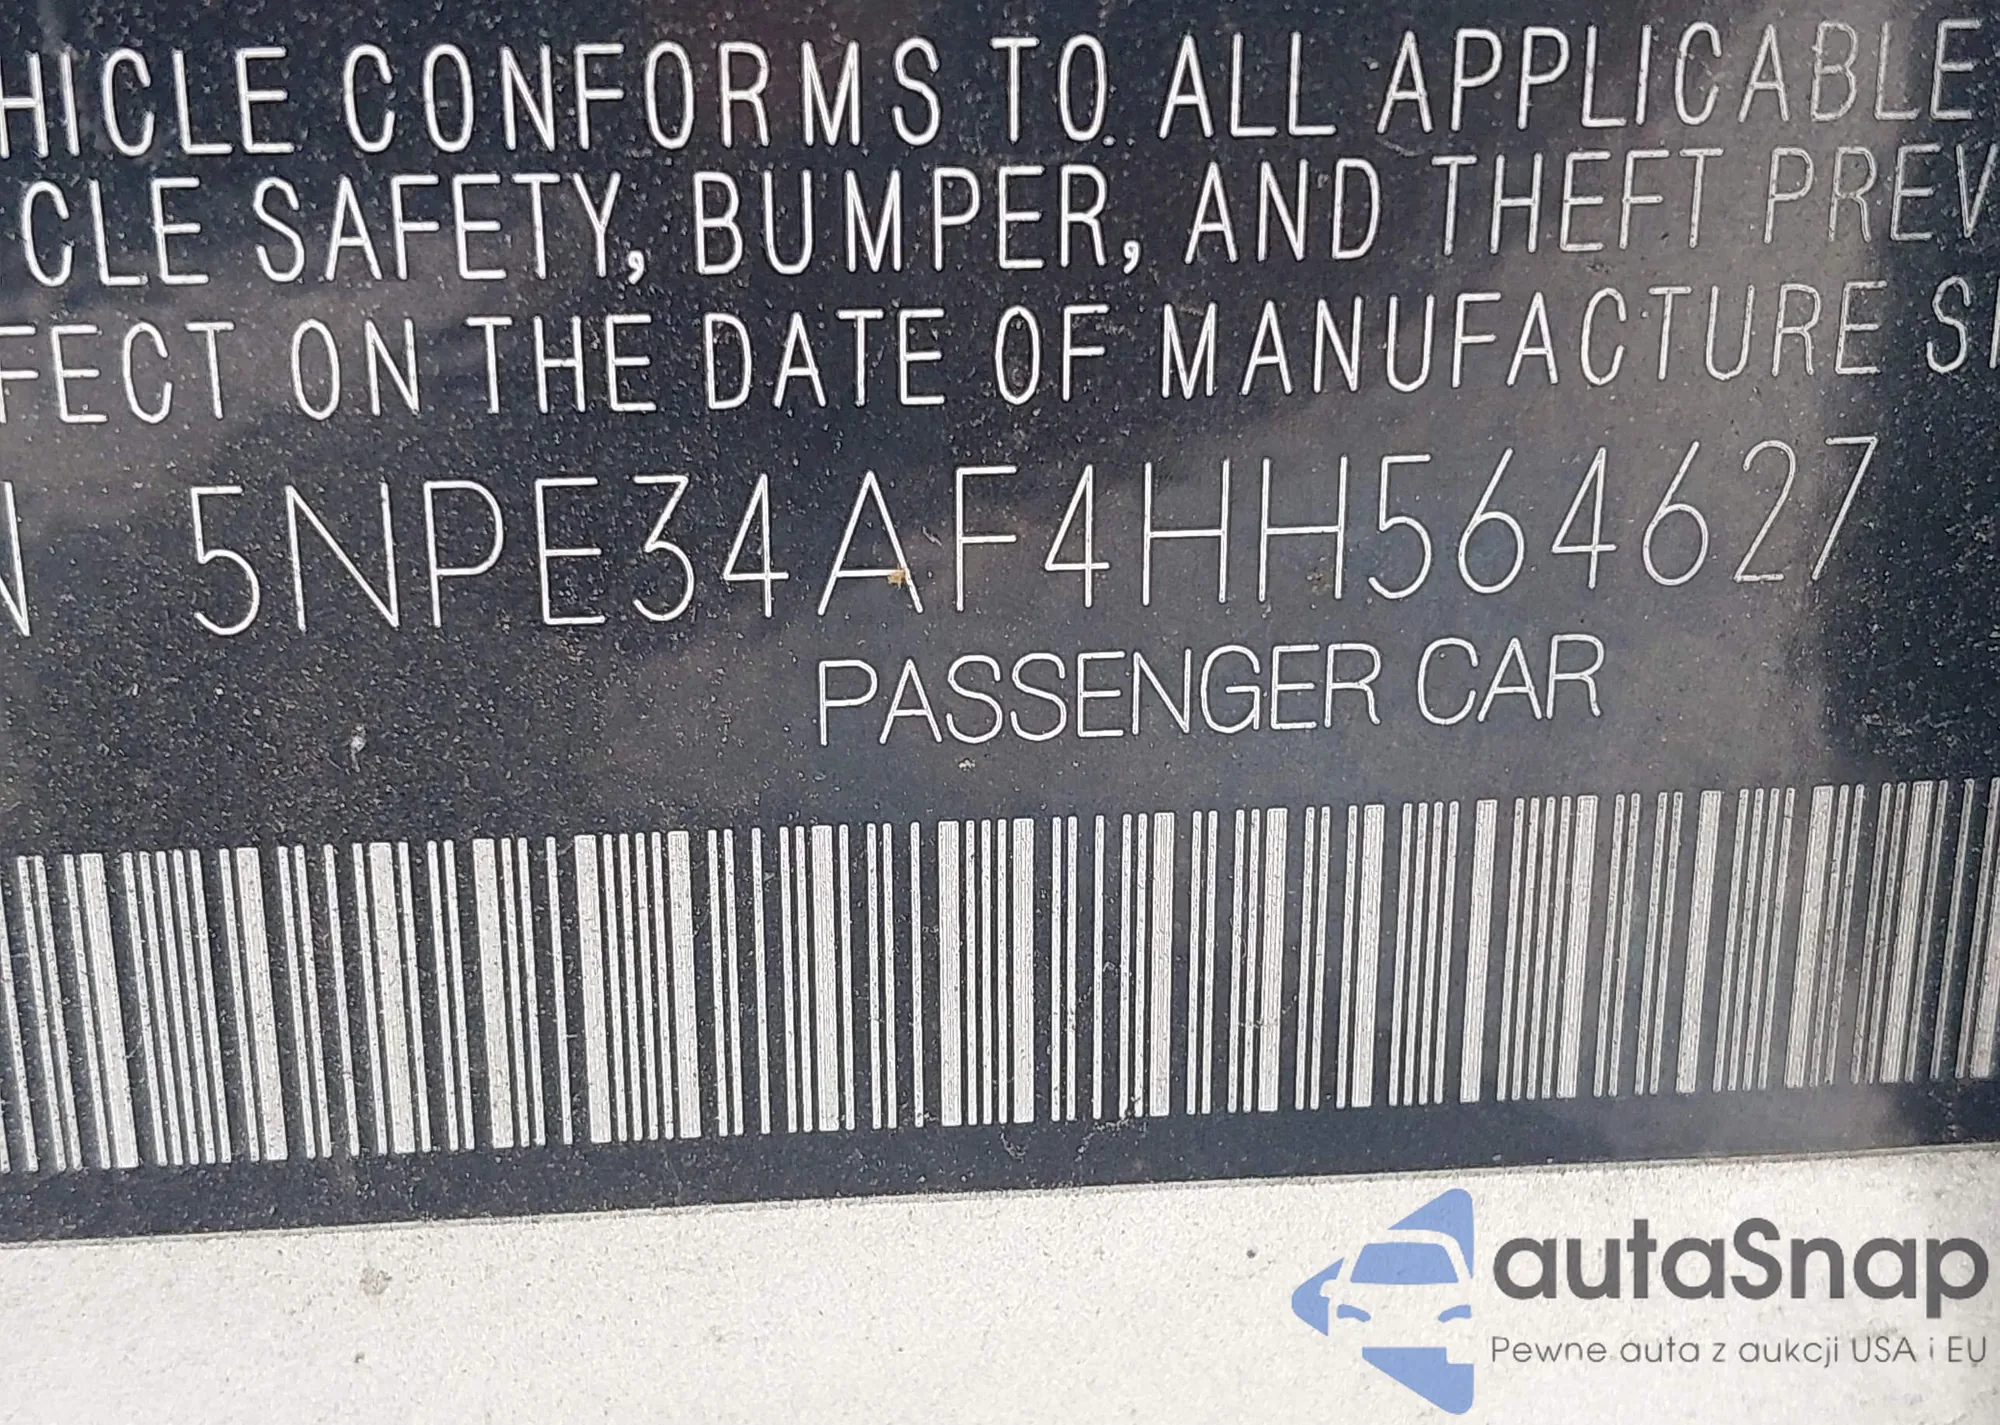 HICLE CONFORMS TO ALL APPLICABLE
CLE SAFETY, BUMPER, AND THEFT PREV
FECT ON THE DATE OF MANUFACTURE S
N 5NPE34AF4HH564627
PASSENGER CAR
autaSnap
Pewne auta z aukcji USA i EU